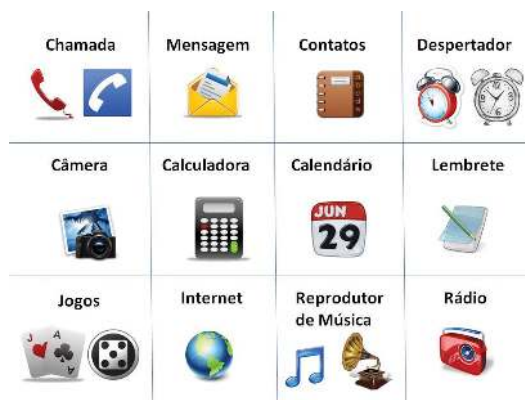 Chamada
Mensagem
Contatos
Despertador
Câmera
Calculadora
Calendário
Lembrete
JUN
29
Jogos
Internet
Reprodutor
de Música
Rádio
J
A
A